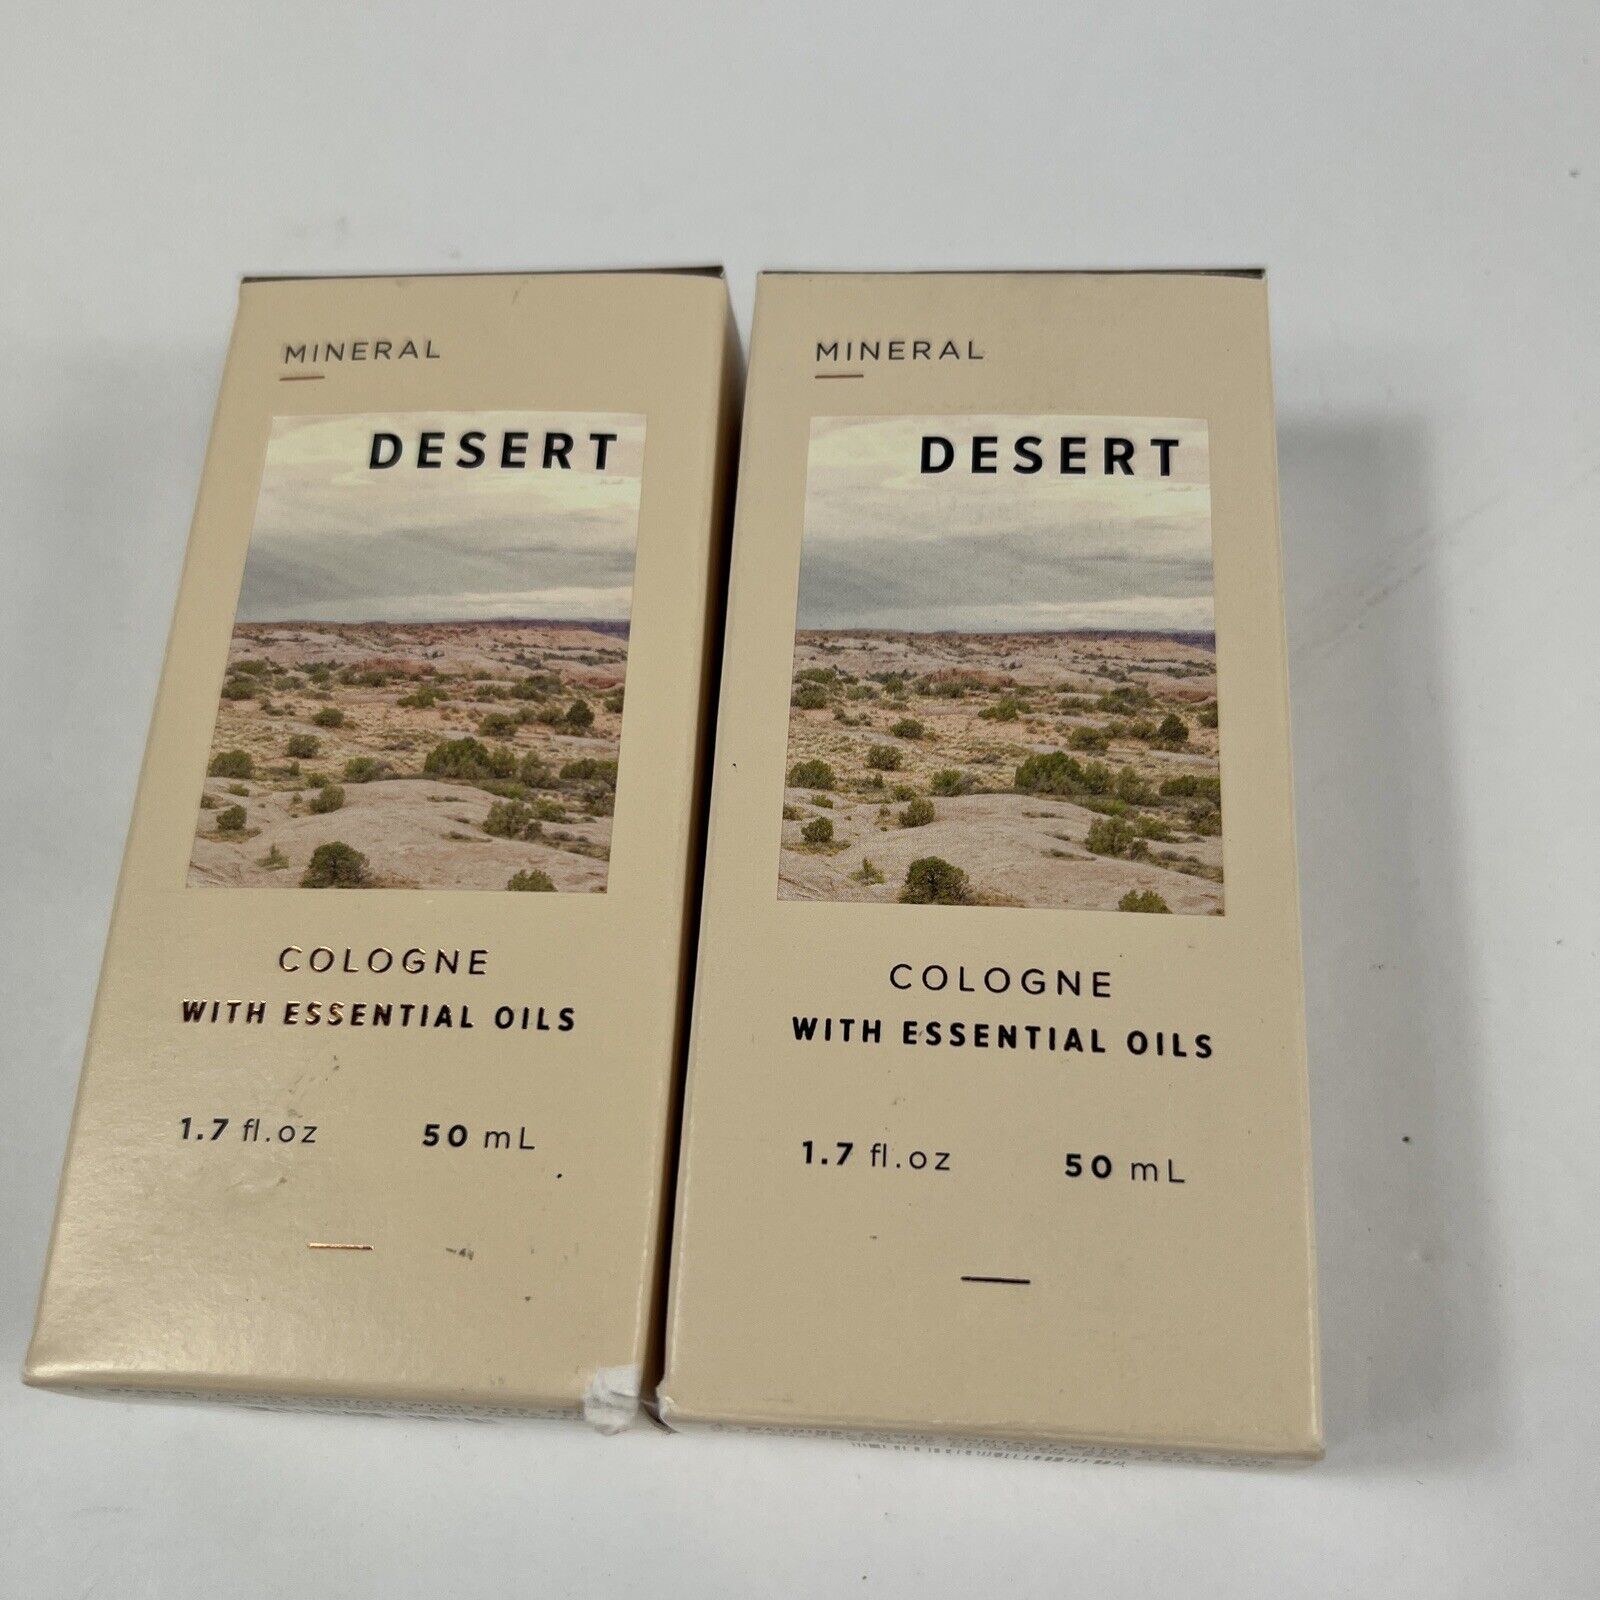 MINERAL
DESERT
COLOGNE
WITH ESSENTIAL OILS
1.7 fl.oz 50 mL
MINERAL
DESERT
COLOGNE
WITH ESSENTIAL OILS
1.7 fl.oz 50 mL